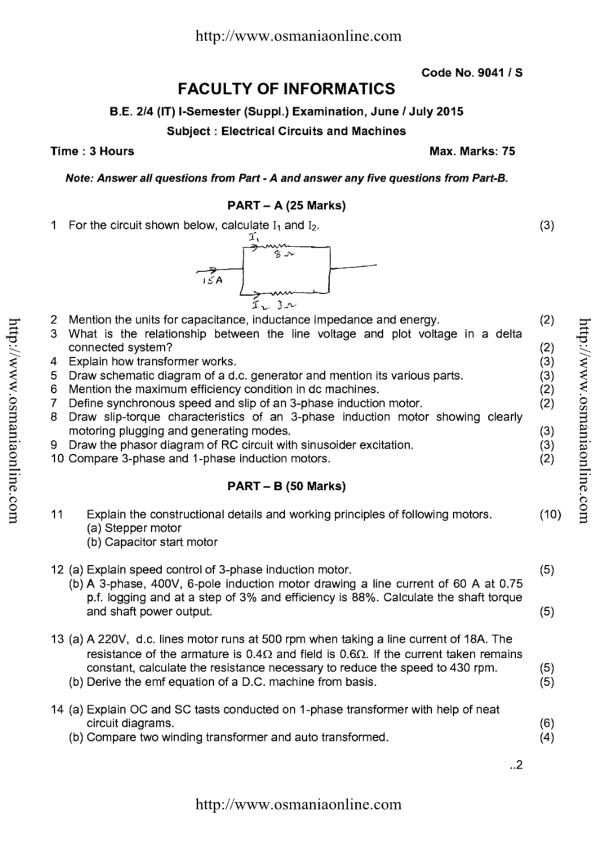 http://www.osmaniaonline.com
Code No. 9041 / S
FACULTY OF INFORMATICS
B.E. 2/4 (IT) I-Semester (Suppl.) Examination, June / July 2015
Subject : Electrical Circuits and Machines
Time : 3 Hours Max. Marks: 75
Note: Answer all questions from Part - A and answer any five questions from Part-B.
PART – A (25 Marks)
1 For the circuit shown below, calculate I1 and I2. (3)
I1
8Ω
15A
I2 3Ω
2 Mention the units for capacitance, inductance impedance and energy. (2)
3 What is the relationship between the line voltage and plot voltage in a delta
connected system? (2)
4 Explain how transformer works. (3)
5 Draw schematic diagram of a d.c. generator and mention its various parts. (3)
6 Mention the maximum efficiency condition in dc machines. (2)
7 Define synchronous speed and slip of an 3-phase induction motor. (2)
8 Draw slip-torque characteristics of an 3-phase induction motor showing clearly
motoring plugging and generating modes. (3)
9 Draw the phasor diagram of RC circuit with sinusoider excitation. (3)
10 Compare 3-phase and 1-phase induction motors. (2)
PART – B (50 Marks)
11 Explain the constructional details and working principles of following motors. (10)
(a) Stepper motor
(b) Capacitor start motor
12 (a) Explain speed control of 3-phase induction motor. (5)
(b) A 3-phase, 400V, 6-pole induction motor drawing a line current of 60 A at 0.75
p.f. logging and at a step of 3% and efficiency is 88%. Calculate the shaft torque
and shaft power output. (5)
13 (a) A 220V, d.c. lines motor runs at 500 rpm when taking a line current of 18A. The
resistance of the armature is 0.4Ω and field is 0.6Ω. If the current taken remains
constant, calculate the resistance necessary to reduce the speed to 430 rpm. (5)
(b) Derive the emf equation of a D.C. machine from basis. (5)
14 (a) Explain OC and SC tasts conducted on 1-phase transformer with help of neat
circuit diagrams. (6)
(b) Compare two winding transformer and auto transformed. (4)
..2
http://www.osmaniaonline.com
http://www.osmaniaonline.com
http://www.osmaniaonline.com